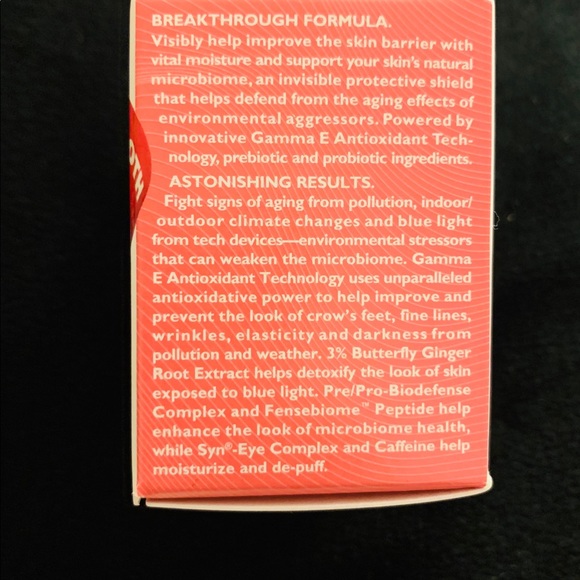 BREAKTHROUGH FORMULA.
Visibly help improve the skin barrier with
vital moisture and support your skin's natural
microbiome, an invisible protective shield
that helps defend from the aging effects of
environmental aggressors. Powered by
innovative Gamma E Antioxidant Tech-
nology, prebiotic and probiotic ingredients.
ASTONISHING RESULTS.
Fight signs of aging from pollution, indoor/
outdoor climate changes and blue light
from tech devices—environmental stressors
that can weaken the microbiome. Gamma
E Antioxidant Technology uses unparalleled
antioxidative power to help improve and
prevent the look of crow's feet, fine lines,
wrinkles, elasticity and darkness from
pollution and weather. 3% Butterfly Ginger
Root Extract helps detoxify the look of skin
exposed to blue light. Pre/Pro-Biodefense
Complex and Fensebiome™ Peptide help
enhance the look of microbiome health,
while Syn®-Eye Complex and Caffeine help
moisturize and de-puff.
OTH